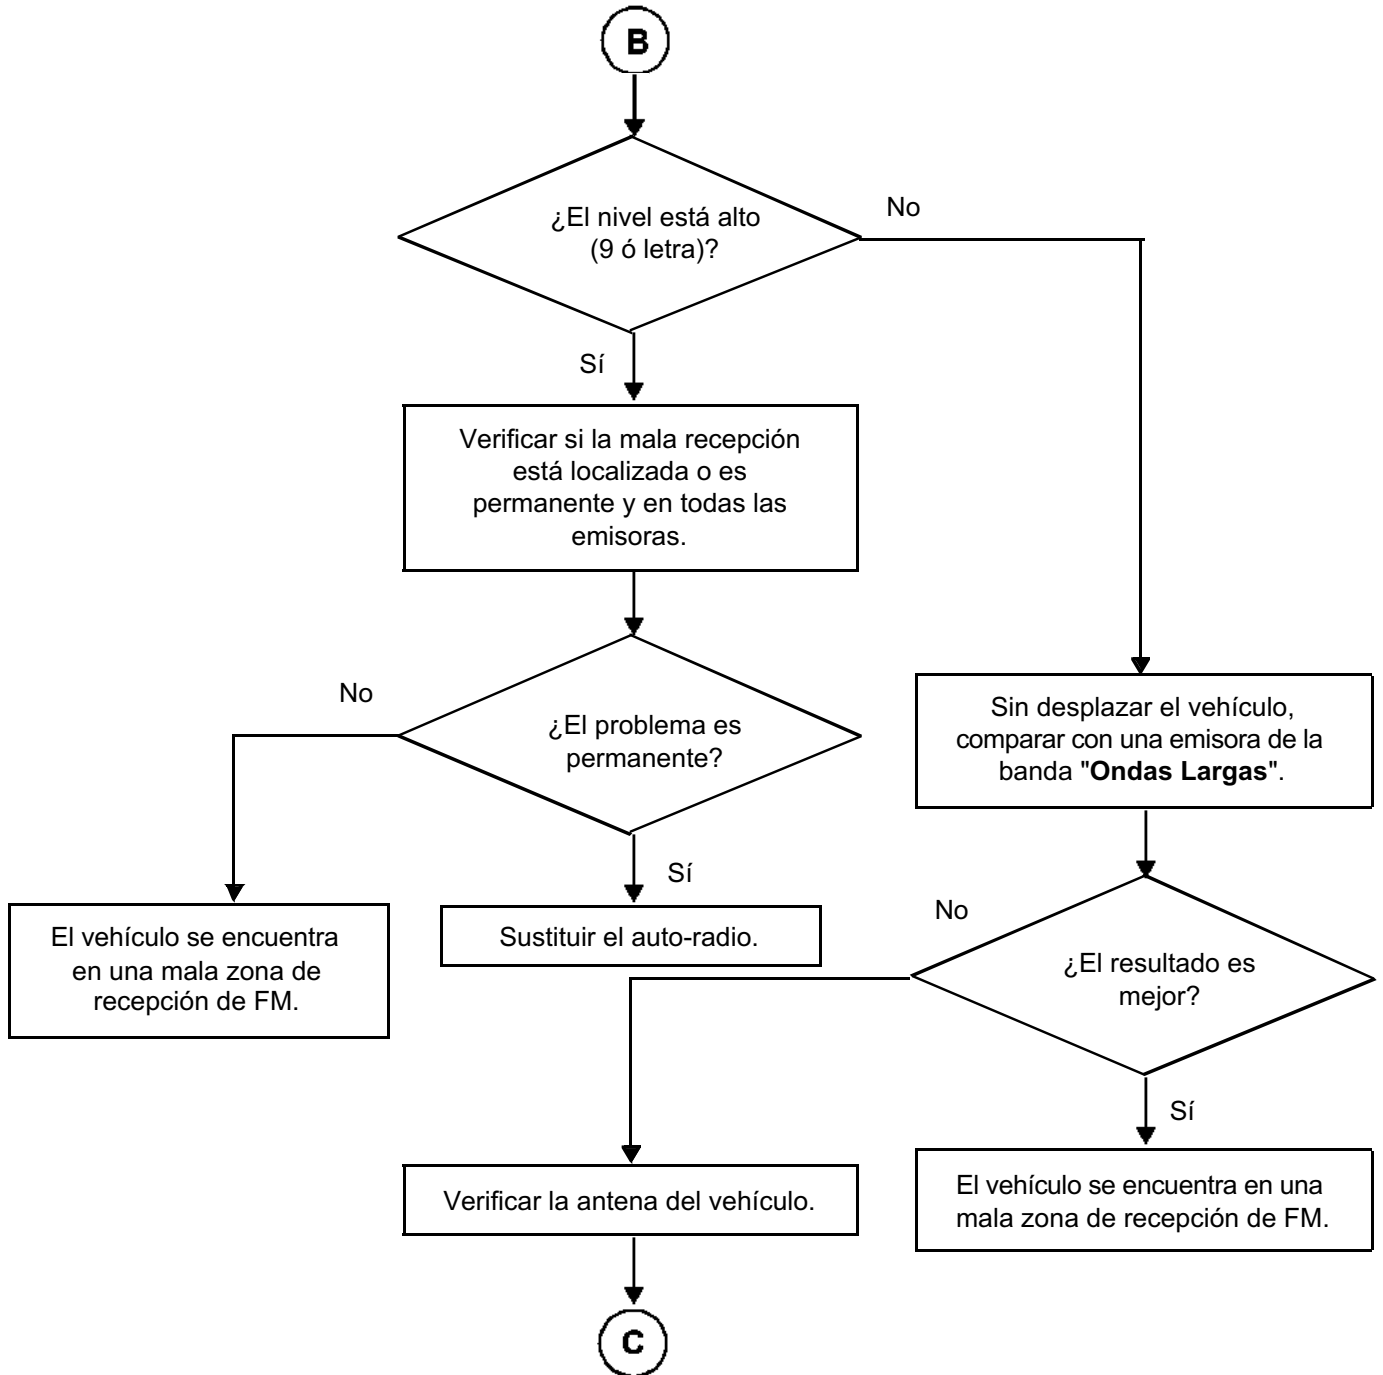 B
¿El nivel está alto
(9 ó letra)?
No
Sí
Verificar si la mala recepción
está localizada o es
permanente y en todas las
emisoras.
No
¿El problema es
permanente?
Sin desplazar el vehículo,
comparar con una emisora de la
banda "Ondas Largas".
Sí
El vehículo se encuentra
en una mala zona de
recepción de FM.
Sustituir el auto-radio.
No
¿El resultado es
mejor?
Sí
Verificar la antena del vehículo.
El vehículo se encuentra en una
mala zona de recepción de FM.
C